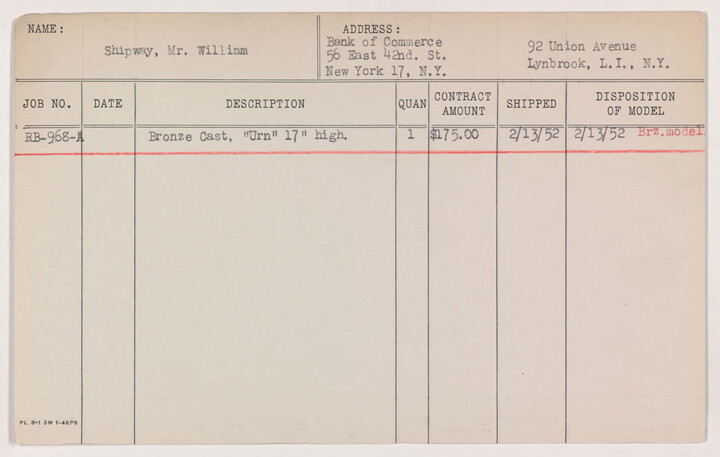 NAME:
Shipway, Mr. William
ADDRESS:
Bank of Commerce
56 East 42nd. St.
New York 17, N.Y.
92 Union Avenue
Lynbrook, L.I., N.Y.
JOB NO. DATE DESCRIPTION QUAN CONTRACT AMOUNT SHIPPED DISPOSITION OF MODEL
RB-968-A Bronze Cast, "Urn" 17" high. 1 $175.00 2/13/52 2/13/52 Brz.model.